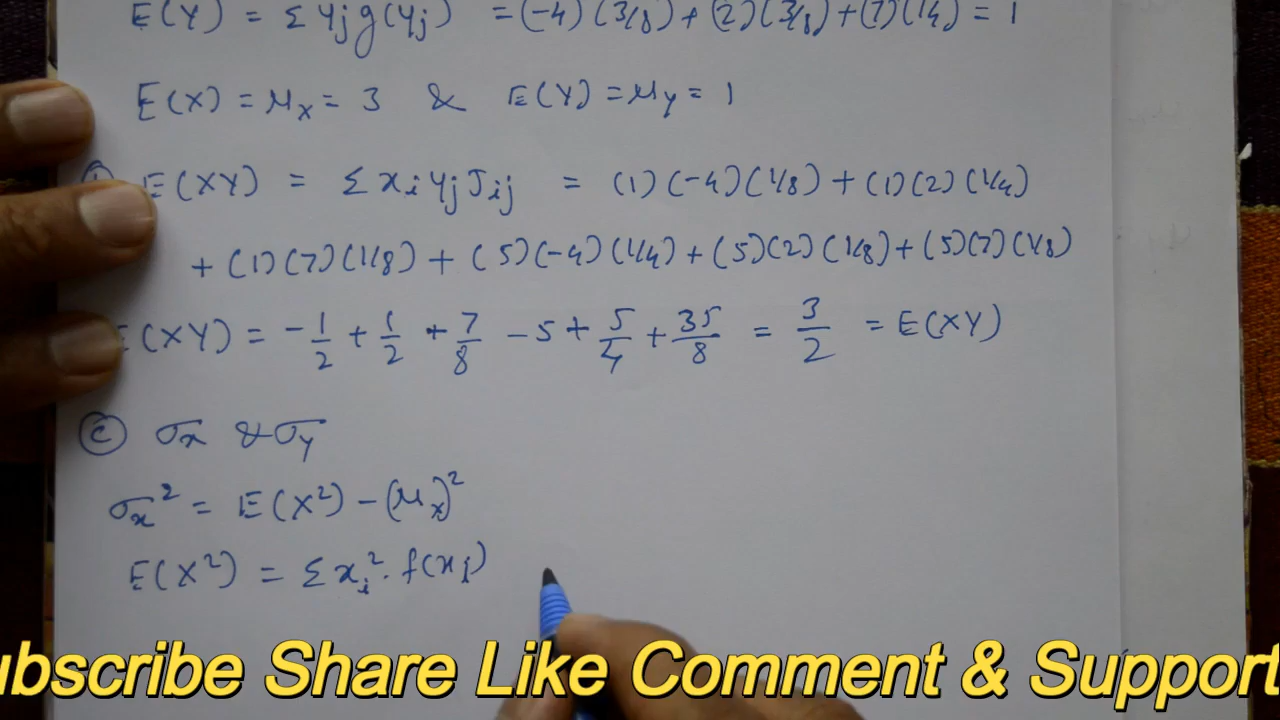 E(Y) = Σ yj g(yj) = (-4)(3/8) + (2)(3/8) + (7)(1/4) = 1
E(X) = μx = 3 & E(Y) = μy = 1
E(XY) = Σ xi yj Jij = (1)(-4)(1/8) + (1)(2)(1/4)
+ (1)(7)(1/8) + (5)(-4)(1/4) + (5)(2)(1/8) + (5)(7)(1/8)
E(XY) = -1/2 + 1/2 + 7/8 - 5 + 5/4 + 35/8 = 3/2 = E(XY)
(c) σx & σy
σx² = E(X²) - (μx)²
E(X²) = Σ xi². f(xi)
ubscribe Share Like Comment & Support